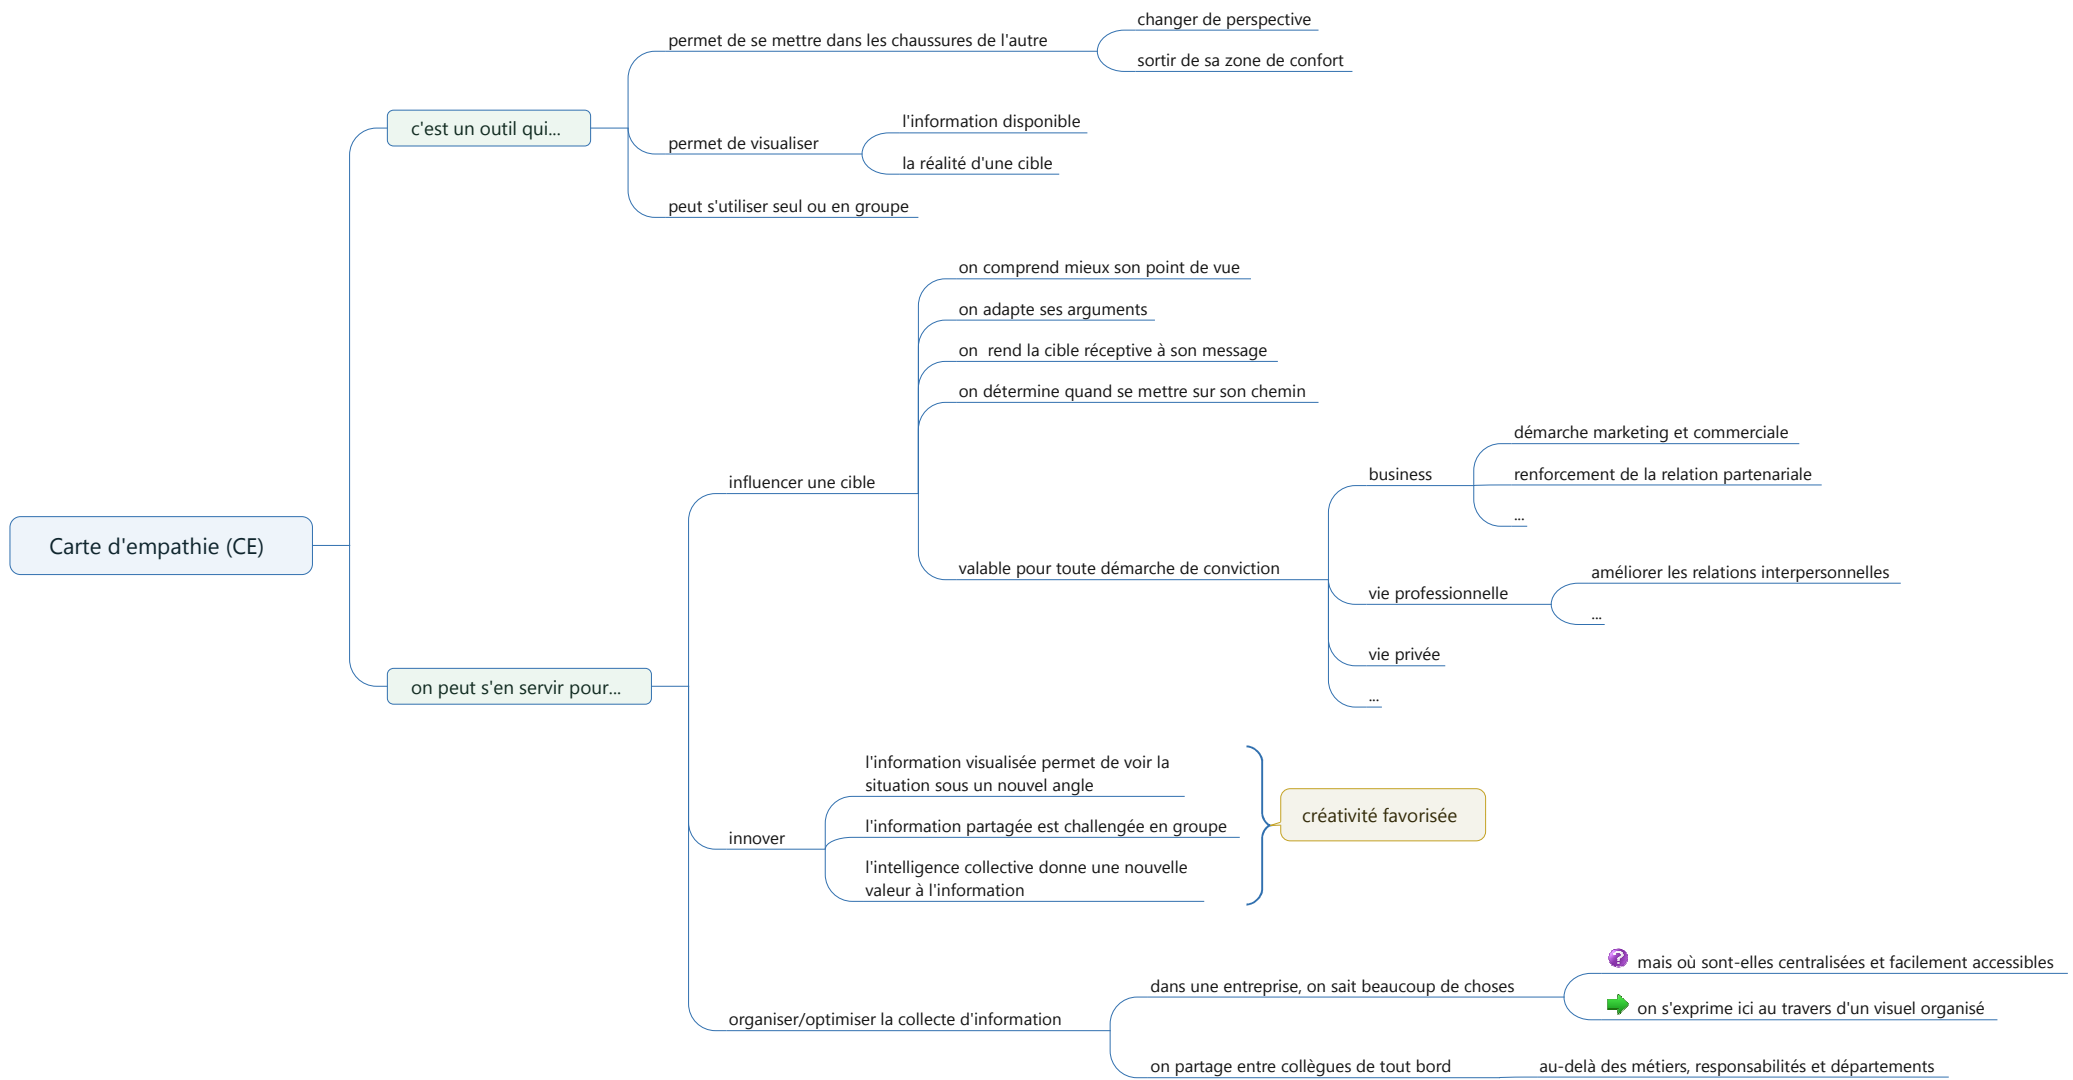 Carte d'empathie (CE)
c'est un outil qui...
permet de se mettre dans les chaussures de l'autre
changer de perspective
sortir de sa zone de confort
permet de visualiser
l'information disponible
la réalité d'une cible
peut s'utiliser seul ou en groupe
on peut s'en servir pour...
influencer une cible
on comprend mieux son point de vue
on adapte ses arguments
on  rend la cible réceptive à son message
on détermine quand se mettre sur son chemin
valable pour toute démarche de conviction
business
démarche marketing et commerciale
renforcement de la relation partenariale
...
vie professionnelle
améliorer les relations interpersonnelles
...
vie privée
...
innover
l'information visualisée permet de voir la
situation sous un nouvel angle
l'information partagée est challengée en groupe
l'intelligence collective donne une nouvelle
valeur à l'information
créativité favorisée
organiser/optimiser la collecte d'information
dans une entreprise, on sait beaucoup de choses
? mais où sont-elles centralisées et facilement accessibles
on s'exprime ici au travers d'un visuel organisé
on partage entre collègues de tout bord
au-delà des métiers, responsabilités et départements